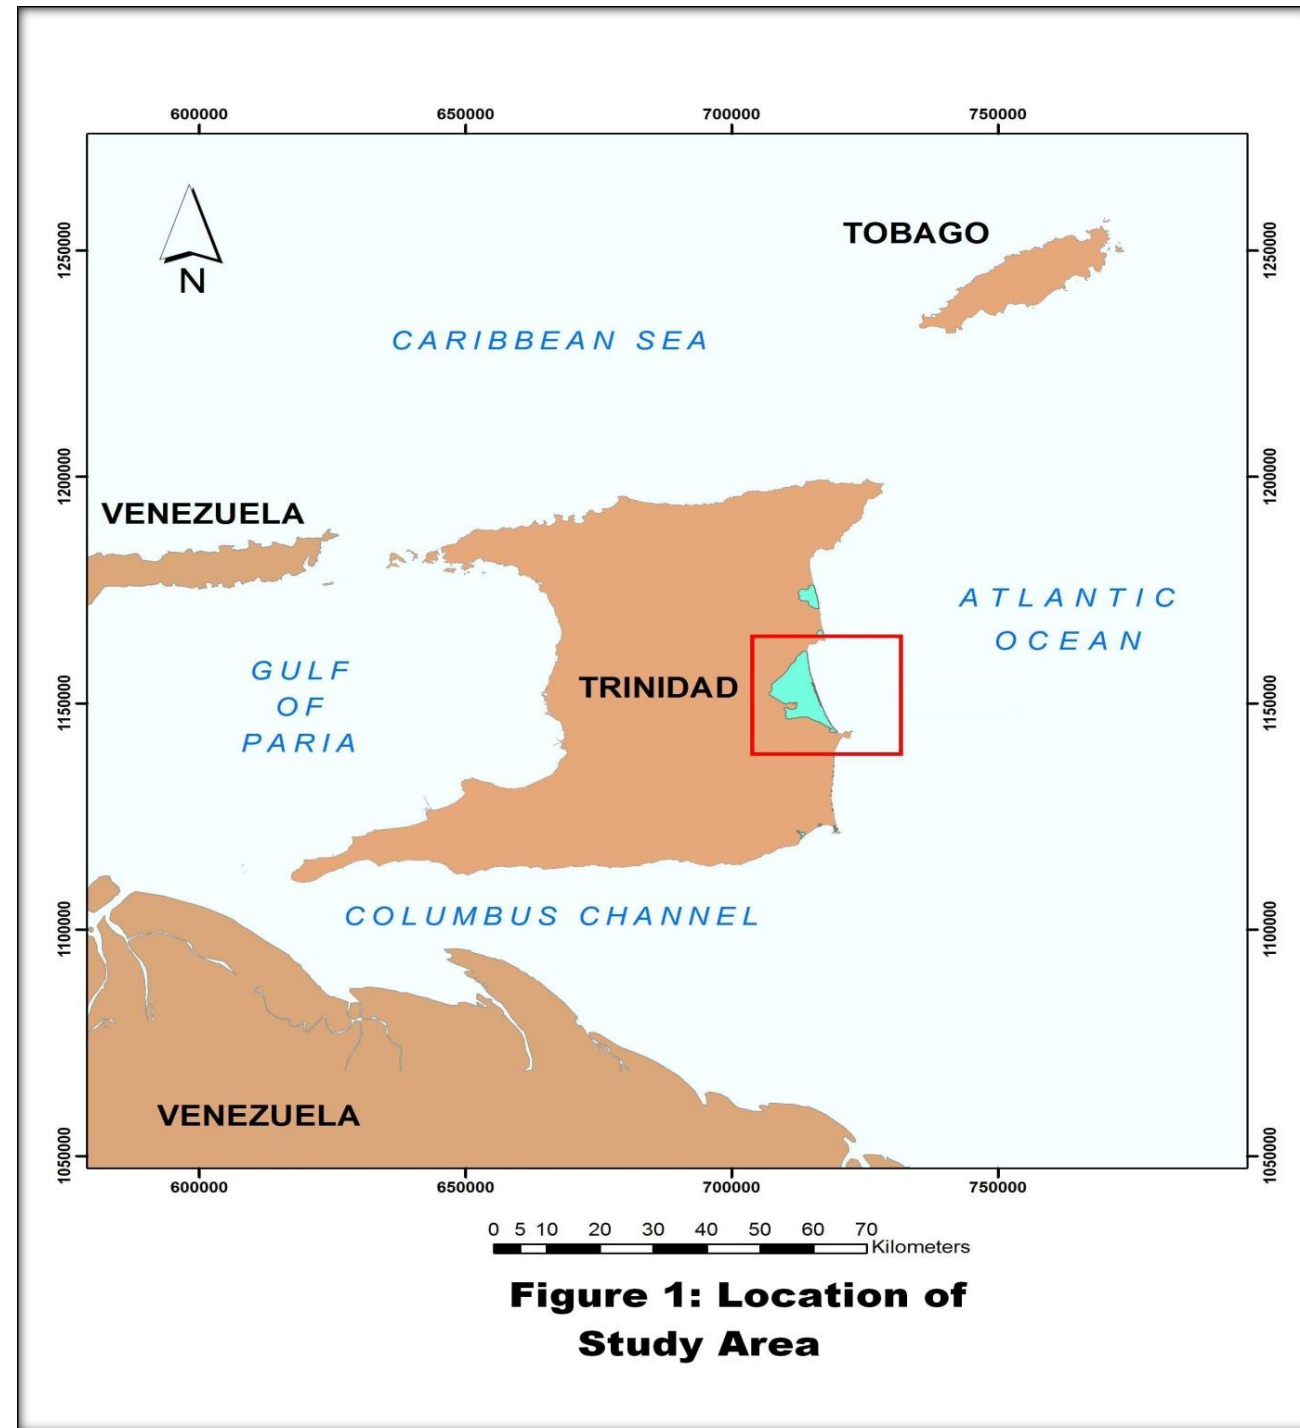 600000 650000 700000 750000
1250000
1200000
1150000
1100000
1050000
N
TOBAGO
CARIBBEAN SEA
VENEZUELA
ATLANTIC
OCEAN
GULF
OF
PARIA
TRINIDAD
COLUMBUS CHANNEL
VENEZUELA
1250000
1200000
1150000
1100000
1050000
600000 650000 700000 750000
0 5 10 20 30 40 50 60 70
Kilometers
Figure 1: Location of
Study Area